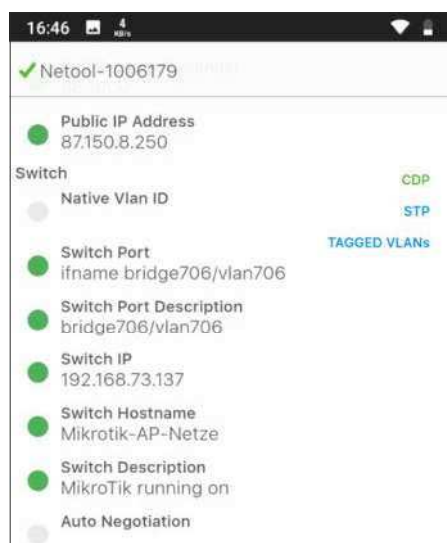 16:46 4 KB/s
Netool-1006179
Public IP Address
87.150.8.250
Switch
CDP
Native Vlan ID
STP
TAGGED VLANs
Switch Port
ifname bridge706/vlan706
Switch Port Description
bridge706/vlan706
Switch IP
192.168.73.137
Switch Hostname
Mikrotik-AP-Netze
Switch Description
MikroTik running on
Auto Negotiation